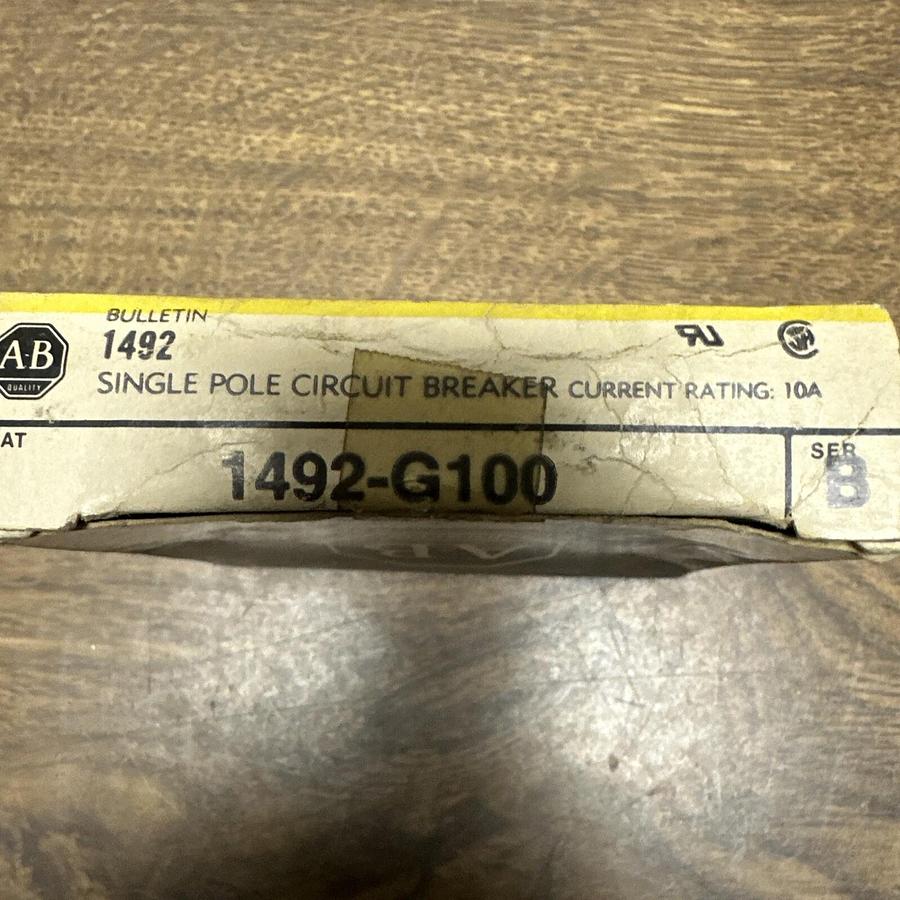 BULLETIN
1492
A·B
QUALITY
SINGLE POLE CIRCUIT BREAKER CURRENT RATING: 10A
AT
1492-G100
SER
B